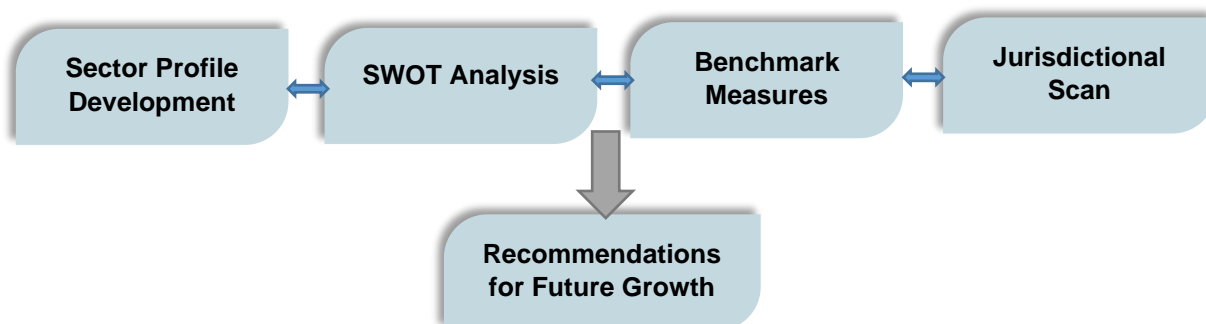 Sector Profile
Development
SWOT Analysis
Benchmark
Measures
Jurisdictional
Scan
Recommendations
for Future Growth